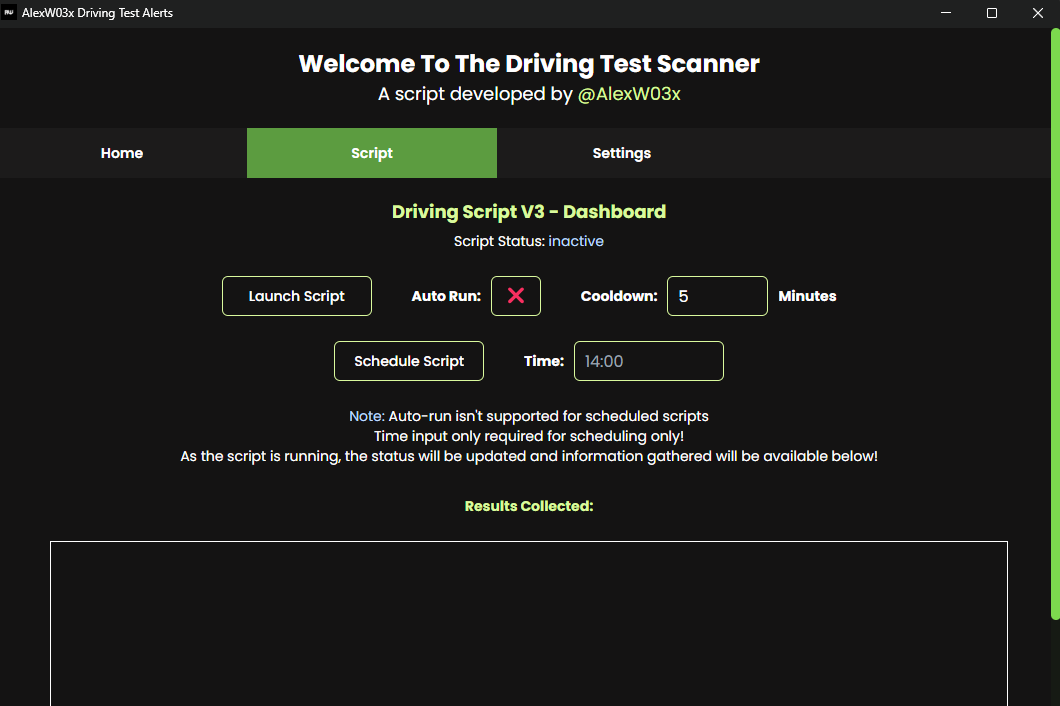 AlexW03x Driving Test Alerts
Welcome To The Driving Test Scanner
A script developed by @AlexW03x
Home Script Settings
Driving Script V3 - Dashboard
Script Status: inactive
Launch Script Auto Run: Cooldown: 5 Minutes
Schedule Script Time: 14:00
Note: Auto-run isn't supported for scheduled scripts
Time input only required for scheduling only!
As the script is running, the status will be updated and information gathered will be available below!
Results Collected: